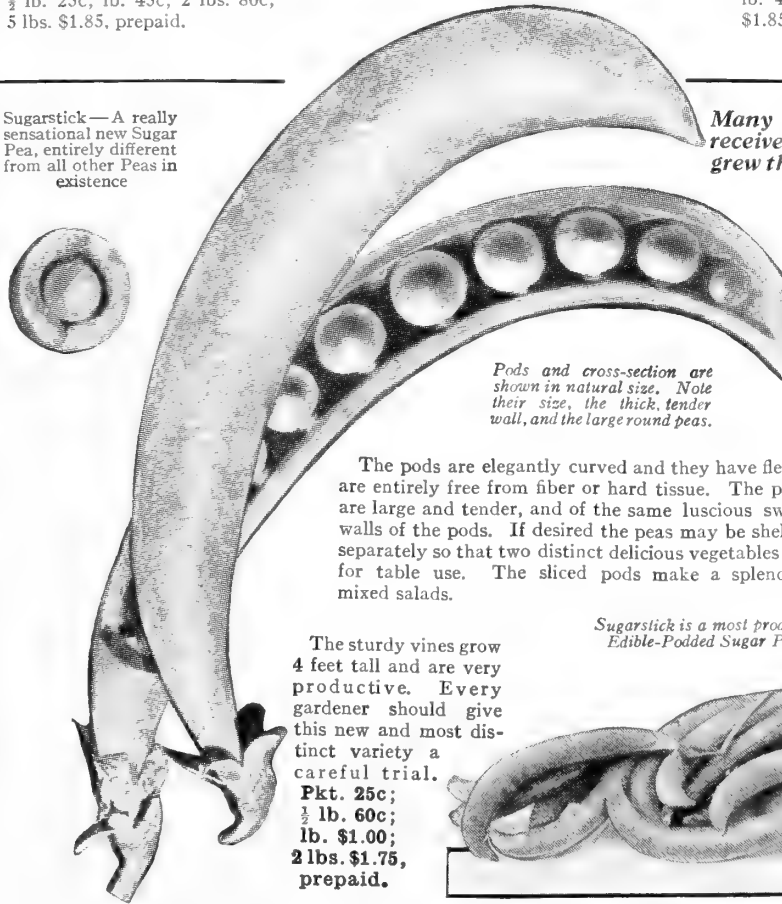 ½ lb. 25c; lb. 45c; 2 lbs. 80c;
5 lbs. $1.85, prepaid.
lb. 4
$1.85
Sugarstick—A really
sensational new Sugar
Pea, entirely different
from all other Peas in
existence
Many
receive
grew th
Pods and cross-section are
shown in natural size. Note
their size, the thick, tender
wall, and the large round peas.
The pods are elegantly curved and they have fle
are entirely free from fiber or hard tissue. The p
are large and tender, and of the same luscious sw
walls of the pods. If desired the peas may be shel
separately so that two distinct delicious vegetables
for table use. The sliced pods make a splend
mixed salads.
Sugarstick is a most prod
Edible-Podded Sugar P
The sturdy vines grow
4 feet tall and are very
productive. Every
gardener should give
this new and most dis-
tinct variety a
careful trial.
Pkt. 25c;
½ lb. 60c;
lb. $1.00;
2 lbs. $1.75,
prepaid.